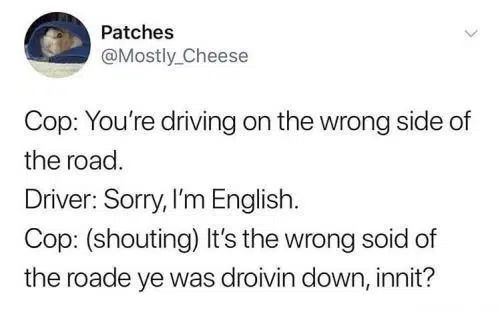 Patches
@Mostly_Cheese
Cop: You're driving on the wrong side of
the road.
Driver: Sorry, I'm English.
Cop: (shouting) It's the wrong soid of
the roade ye was droivin down, innit?